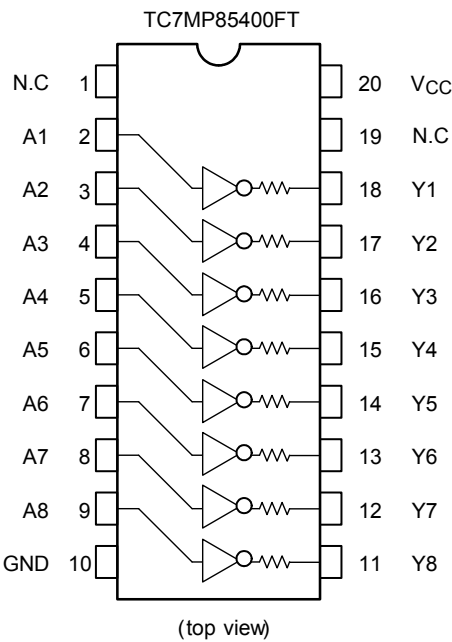 TC7MP85400FT
N.C 1 20 VCC
A1 2 19 N.C
A2 3 18 Y1
A3 4 17 Y2
A4 5 16 Y3
A5 6 15 Y4
A6 7 14 Y5
A7 8 13 Y6
A8 9 12 Y7
GND 10 11 Y8
(top view)